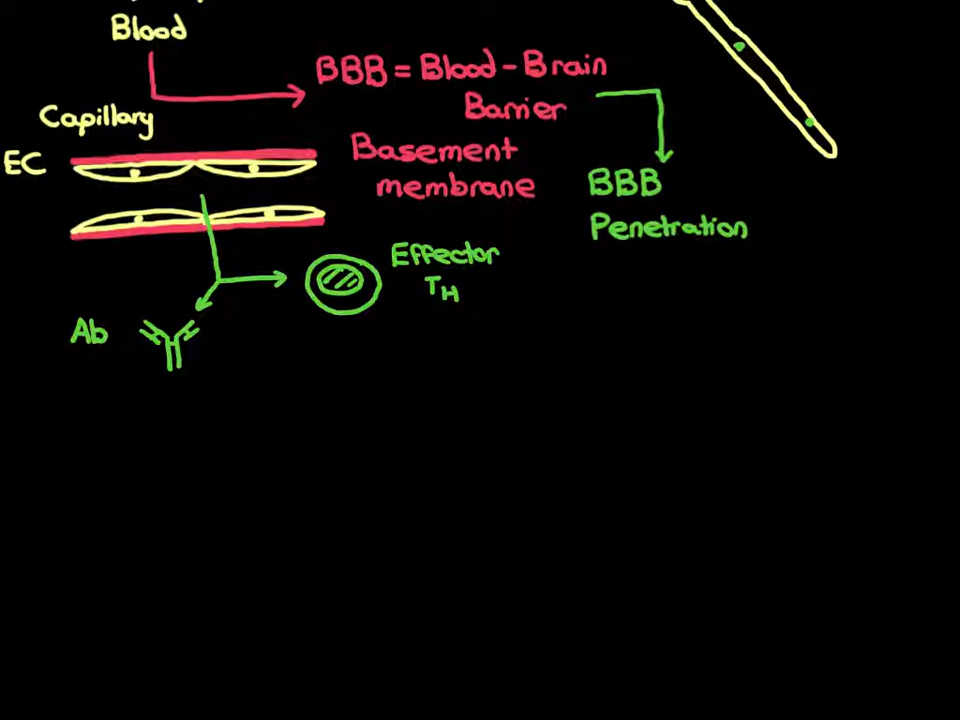 Blood
BBB = Blood-Brain
Barrier
Capillary
EC
Basement
membrane
BBB
Penetration
Effector
TH
Ab